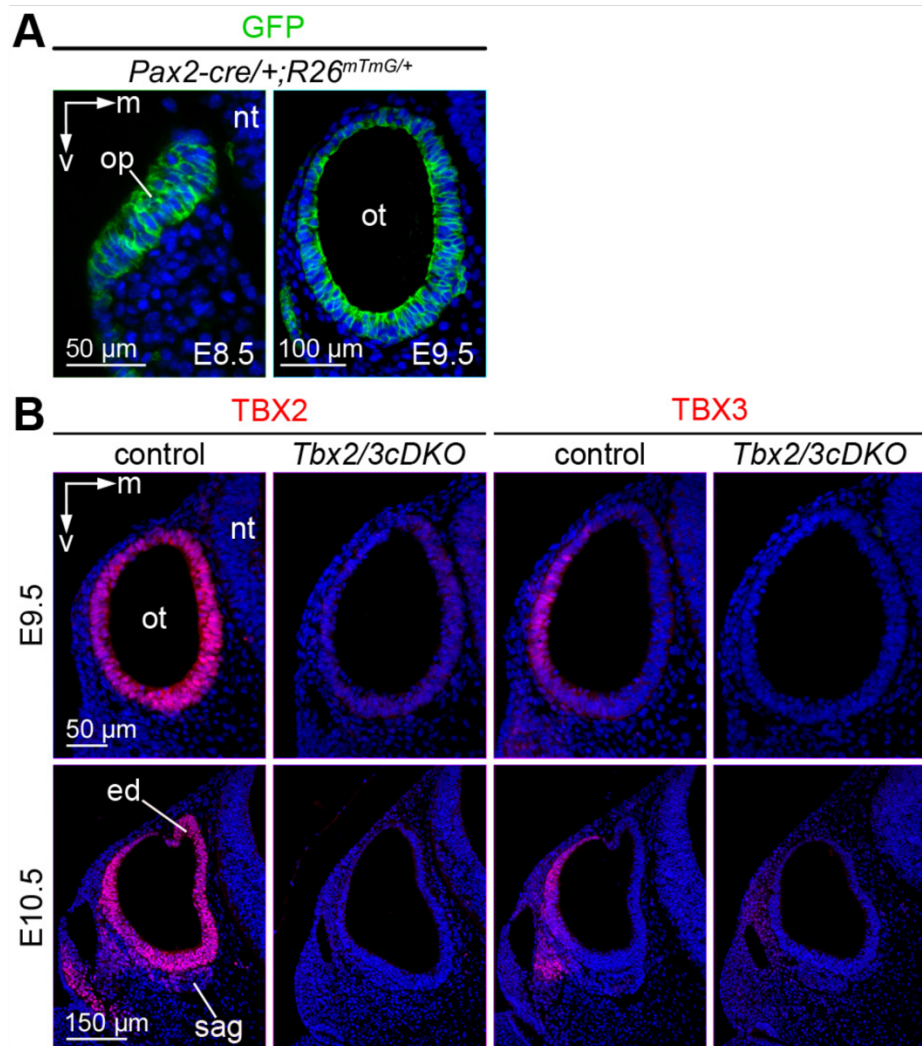 A
GFP
Pax2-cre/+;R26mTmG/+
m
v
nt
op
50 µm
E8.5
ot
100 µm
E9.5
B
TBX2
TBX3
control
Tbx2/3cDKO
control
Tbx2/3cDKO
E9.5
m
v
nt
ot
50 µm
E10.5
ed
sag
150 µm